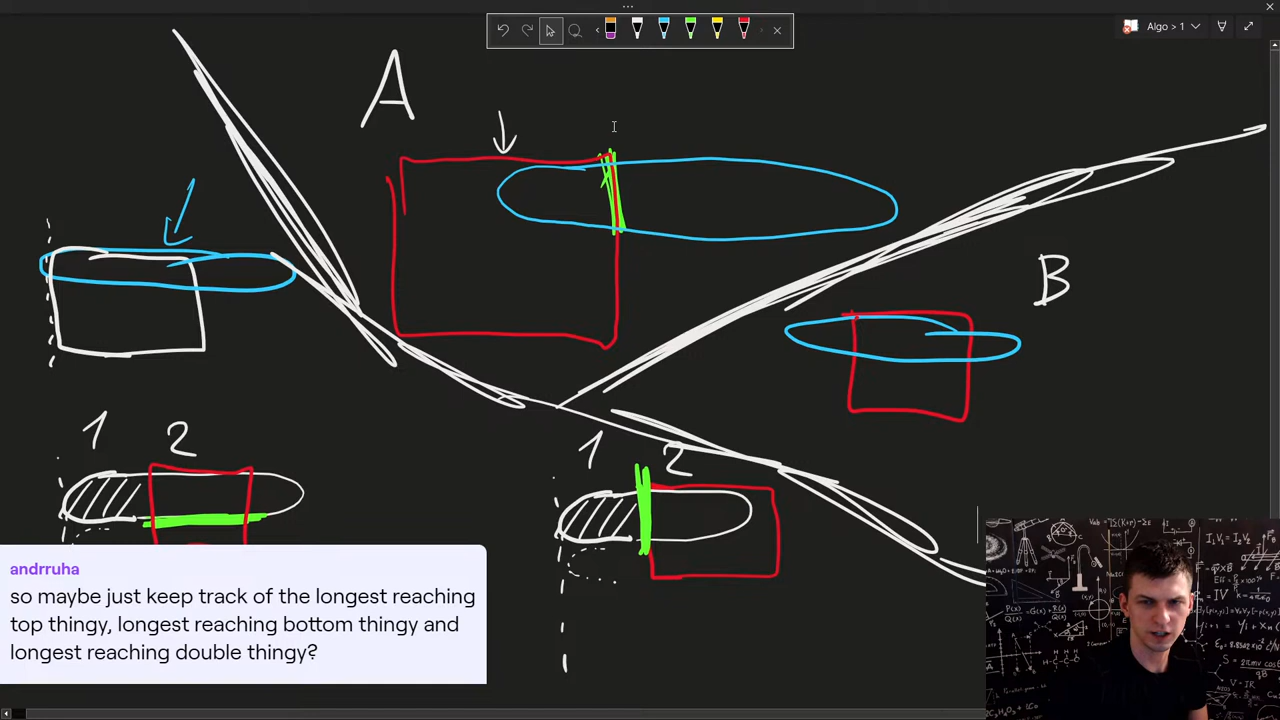 Algo > 1
A
B
1 2
1 2
andrruha
so maybe just keep track of the longest reaching
top thingy, longest reaching bottom thingy and
longest reaching double thingy?